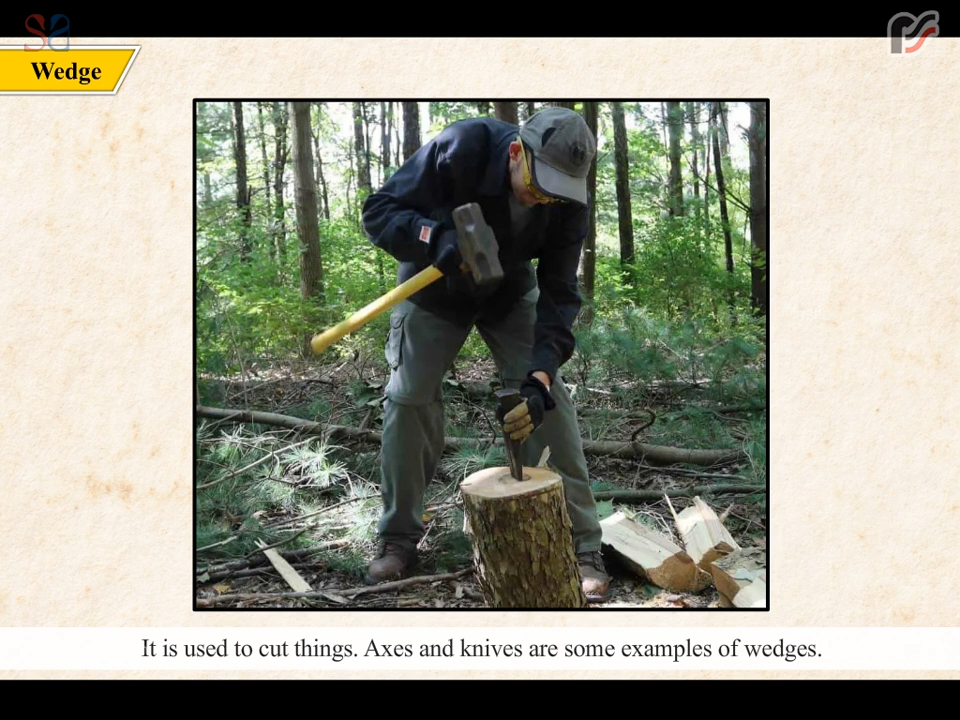 Wedge
It is used to cut things. Axes and knives are some examples of wedges.